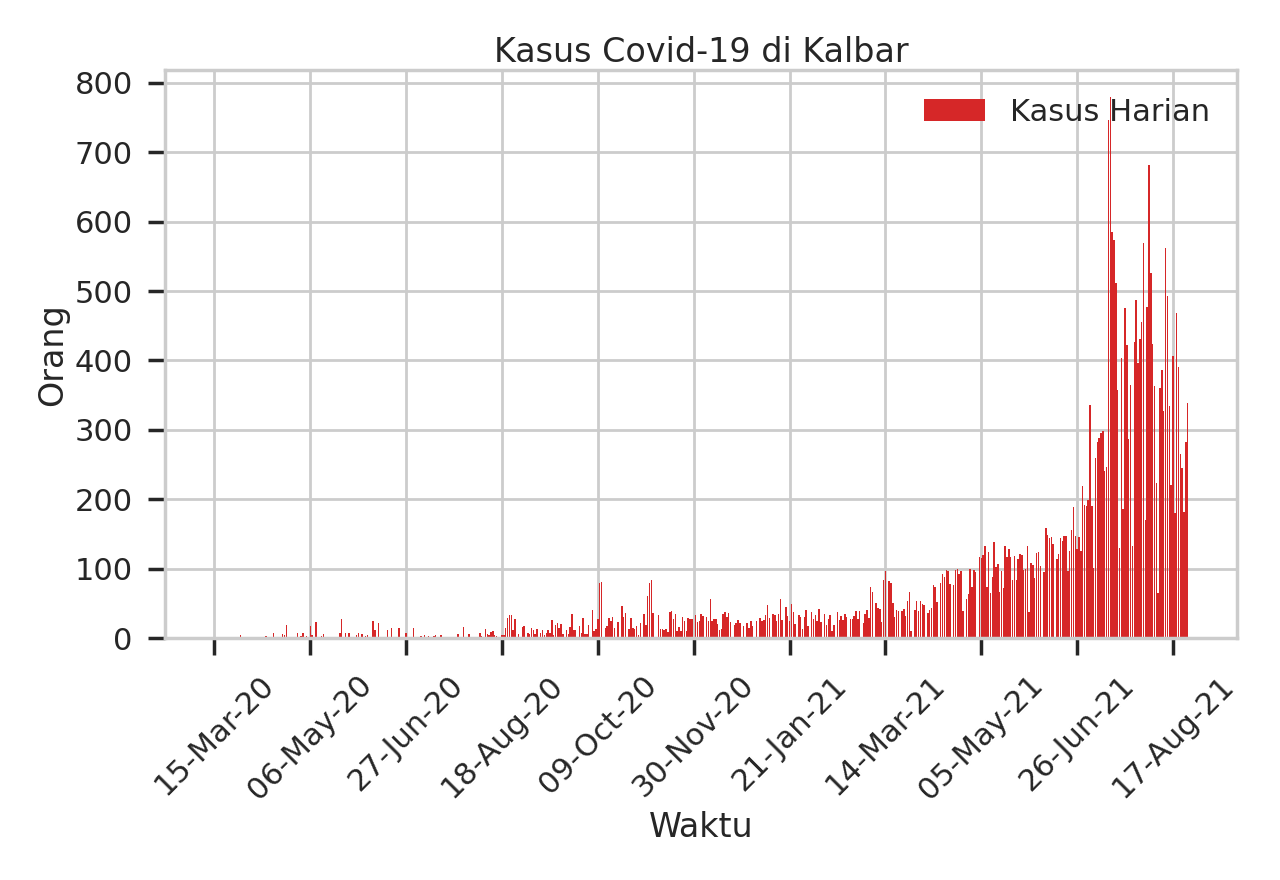 Kasus Covid-19 di Kalbar
Kasus Harian
Orang
800
700
600
500
400
300
200
100
0
15-Mar-20
06-May-20
27-Jun-20
18-Aug-20
09-Oct-20
30-Nov-20
21-Jan-21
14-Mar-21
05-May-21
26-Jun-21
17-Aug-21
Waktu